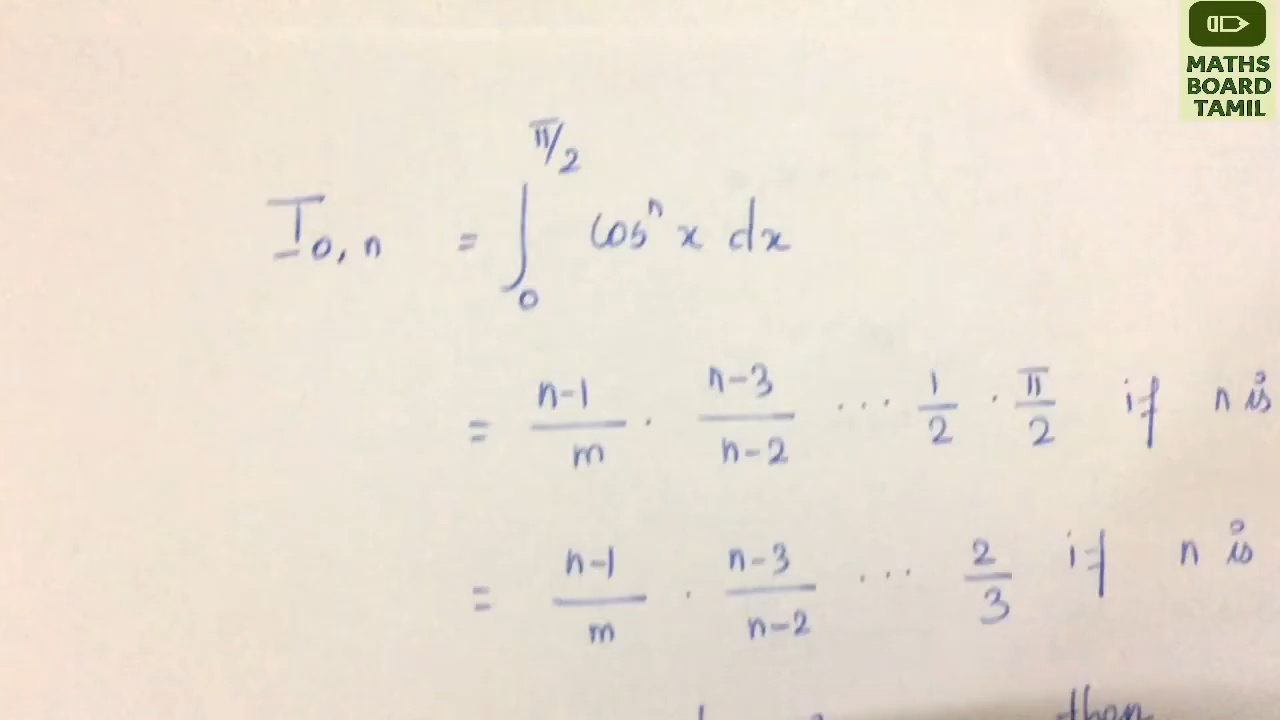 MATHS
BOARD
TAMIL
I₀,ₙ = ∫₀^{π/2} cosⁿ x dx
= (n-1)/m · (n-3)/(n-2) ... 1/2 · π/2 if n is
= (n-1)/m · (n-3)/(n-2) ... 2/3 if n is
then